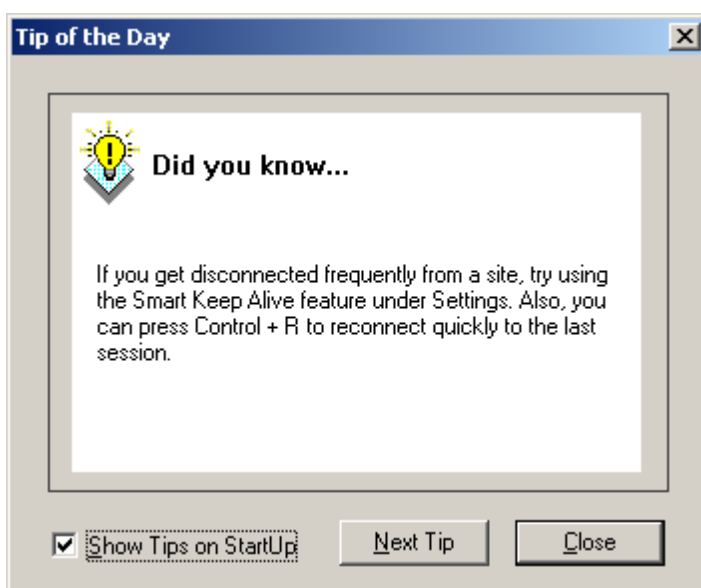 Tip of the Day
Did you know...
If you get disconnected frequently from a site, try using
the Smart Keep Alive feature under Settings. Also, you
can press Control + R to reconnect quickly to the last
session.
Show Tips on StartUp
Next Tip
Close